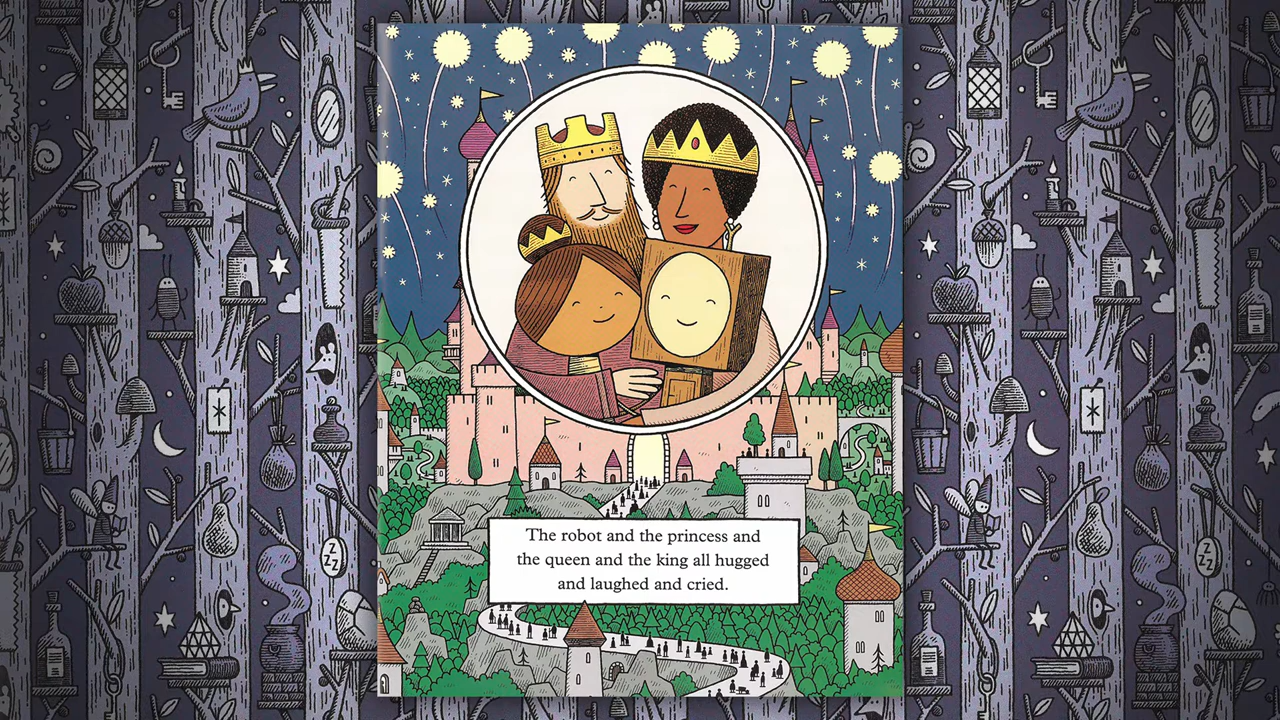 The robot and the princess and
the queen and the king all hugged
and laughed and cried.
Z
Z
Z
Z
Z
Z